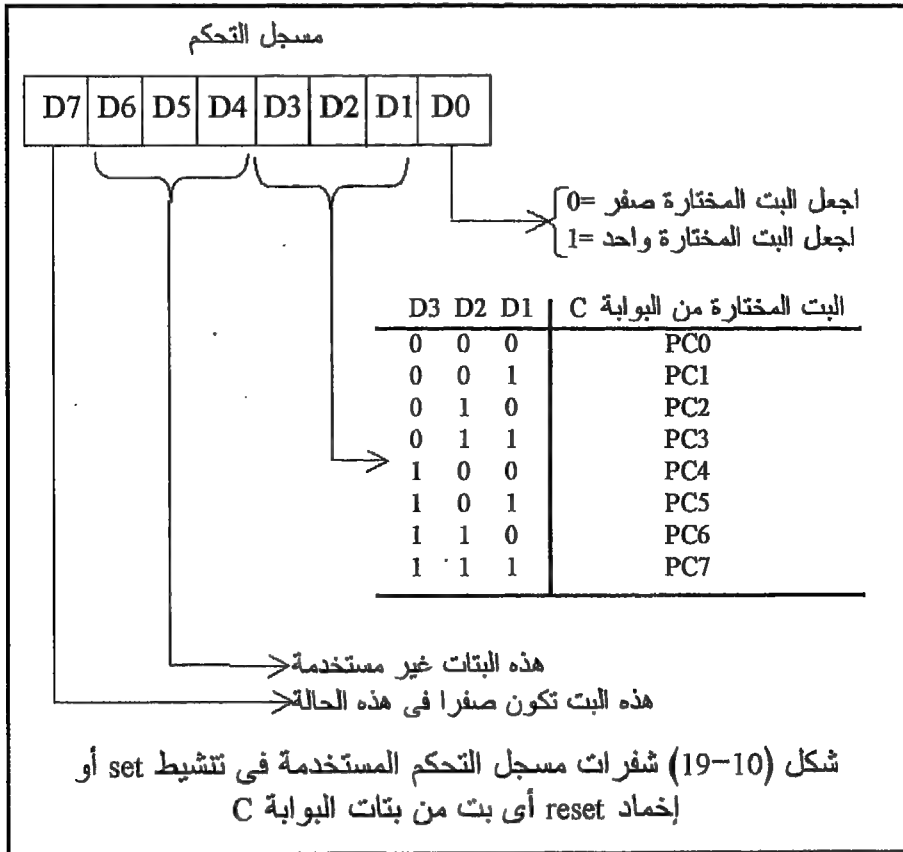 مسجل التحكم
D7 D6 D5 D4 D3 D2 D1 D0
اجعل البت المختارة صفر =0
اجعل البت المختارة واحد =1
D3 D2 D1 البت المختارة من البوابة C
0 0 0 PC0
0 0 1 PC1
0 1 0 PC2
0 1 1 PC3
1 0 0 PC4
1 0 1 PC5
1 1 0 PC6
1 1 1 PC7
هذه البتات غير مستخدمة
هذه البت تكون صفرا فى هذه الحالة
شكل (10-19) شفرات مسجل التحكم المستخدمة فى تتشيط set أو
إخماد reset أى بت من بتات البوابة C